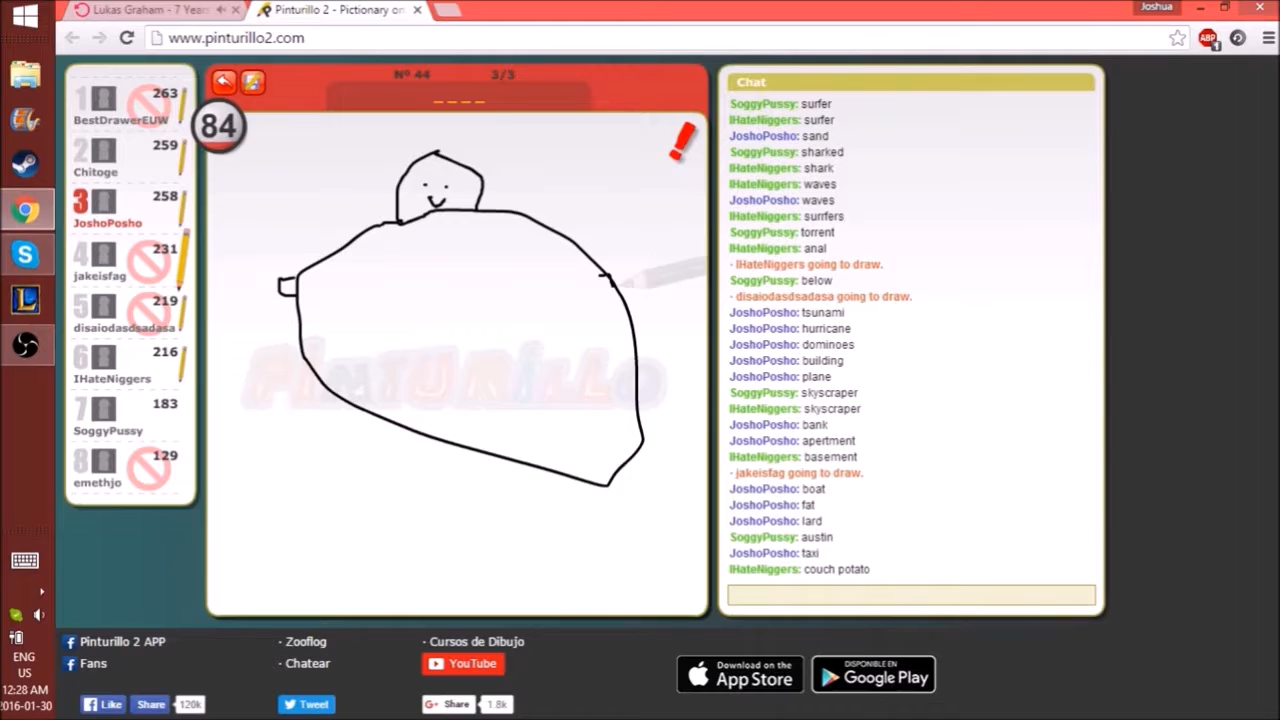 Lukas Graham - 7 Years
Pinturillo 2 - Pictionary on
Joshua
www.pinturillo2.com
ABP
1
Nº 44 3/3
_ _ _ _
84
1 263
BestDrawerEUW
2 259
Chitoge
3 258
JoshoPosho
4 231
jakeisfag
5 219
disaiodasdsadasa
6 216
IHateNiggers
7 183
SoggyPussy
8 129
emethjo
PiNTURiLLO
Chat
SoggyPussy: surfer
IHateNiggers: surfer
JoshoPosho: sand
SoggyPussy: sharked
IHateNiggers: shark
IHateNiggers: waves
JoshoPosho: waves
IHateNiggers: surnfers
SoggyPussy: torrent
IHateNiggers: anal
· IHateNiggers going to draw.
SoggyPussy: below
· disaiodasdsadasa going to draw.
JoshoPosho: tsunami
JoshoPosho: hurricane
JoshoPosho: dominoes
JoshoPosho: building
JoshoPosho: plane
SoggyPussy: skyscraper
IHateNiggers: skyscraper
JoshoPosho: bank
JoshoPosho: apertment
IHateNiggers: basement
· jakeisfag going to draw.
JoshoPosho: boat
JoshoPosho: fat
JoshoPosho: lard
SoggyPussy: austin
JoshoPosho: taxi
IHateNiggers: couch potato
Pinturillo 2 APP
Fans
· Zooflog
· Chatear
· Cursos de Dibujo
YouTube
Like Share 120k
Tweet
G+ Share 1.8k
Download on the
App Store
DISPONIBLE EN
Google Play
ENG
US
12:28 AM
2016-01-30